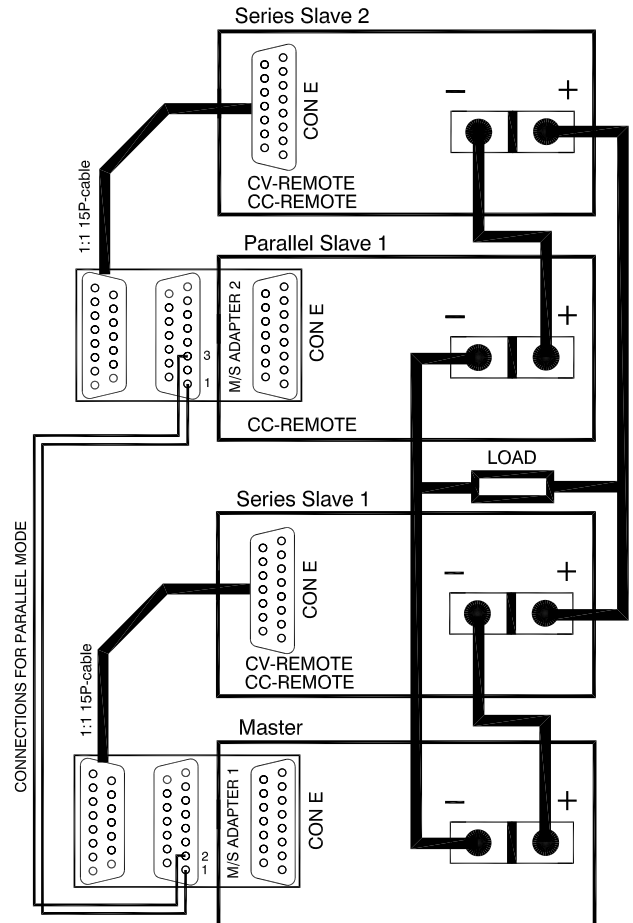 Series Slave 2
CON E
− +
CV-REMOTE
CC-REMOTE
1:1 15P-cable
Parallel Slave 1
M/S ADAPTER 2
CON E
− +
3
1
CC-REMOTE
LOAD
CONNECTIONS FOR PARALLEL MODE
Series Slave 1
CON E
− +
CV-REMOTE
CC-REMOTE
1:1 15P-cable
Master
M/S ADAPTER 1
CON E
− +
2
1